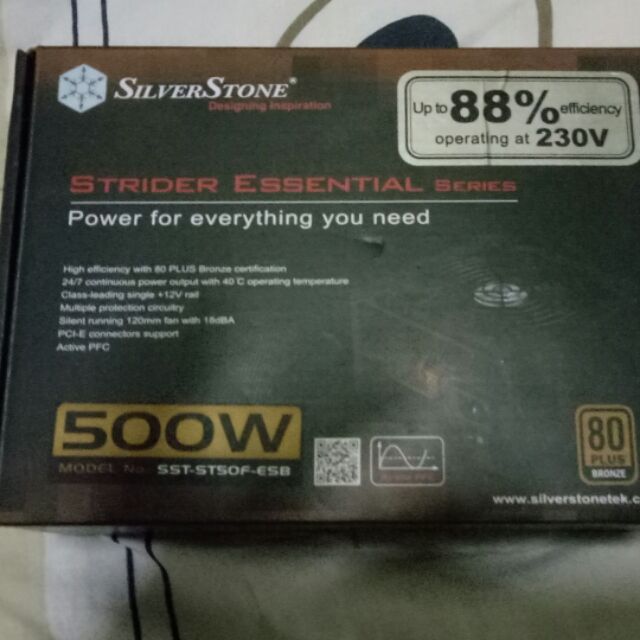 SILVERSTONE®
Designing Inspiration
Up to 88% efficiency
operating at 230V
STRIDER ESSENTIAL SERIES
Power for everything you need
High efficiency with 80 PLUS Bronze certification
24/7 continuous power output with 40℃ operating temperature
Class-leading single +12V rail
Multiple protection circuitry
Silent running 120mm fan with 18dBA
PCI-E connectors support
Active PFC
500W
MODEL No. SST-ST50F-ESB
80
PLUS
BRONZE
www.silverstonetek.c